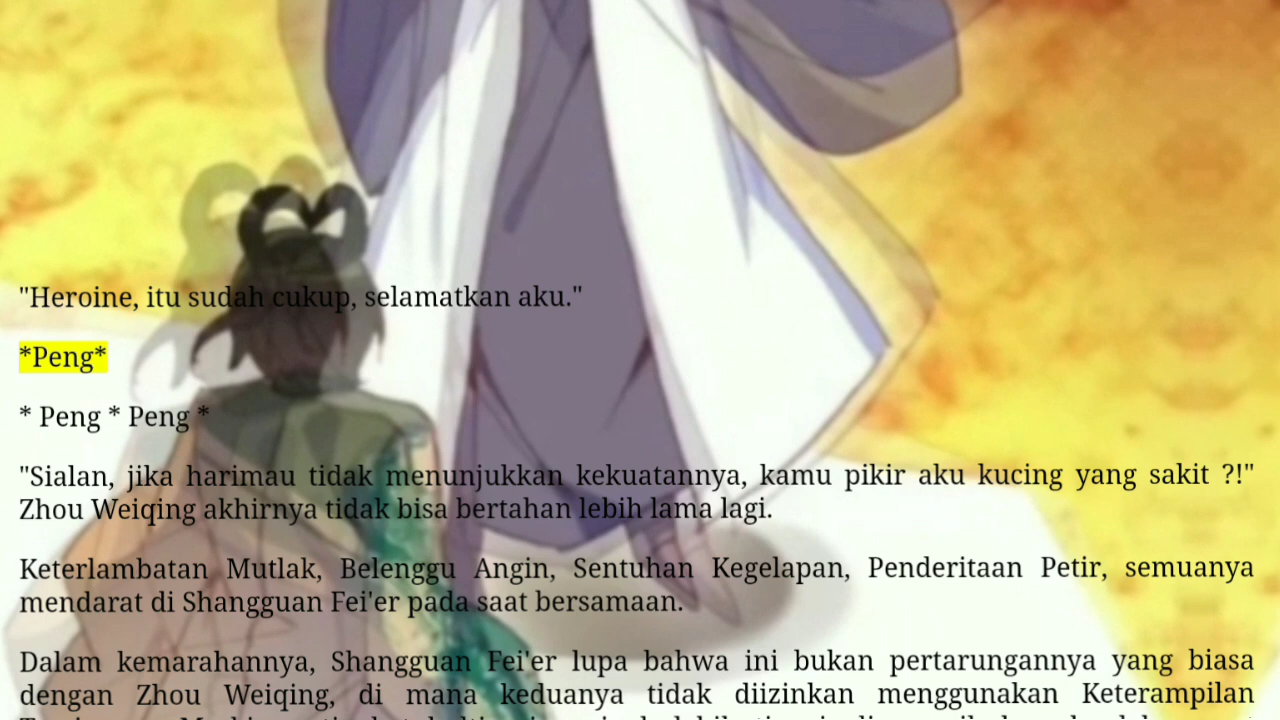 "Heroine, itu sudah cukup, selamatkan aku."
*Peng*
* Peng * Peng *
"Sialan, jika harimau tidak menunjukkan kekuatannya, kamu pikir aku kucing yang sakit ?!"
Zhou Weiqing akhirnya tidak bisa bertahan lebih lama lagi.
Keterlambatan Mutlak, Belenggu Angin, Sentuhan Kegelapan, Penderitaan Petir, semuanya
mendarat di Shangguan Fei'er pada saat bersamaan.
Dalam kemarahannya, Shangguan Fei'er lupa bahwa ini bukan pertarungannya yang biasa
dengan Zhou Weiqing, di mana keduanya tidak diizinkan menggunakan Keterampilan